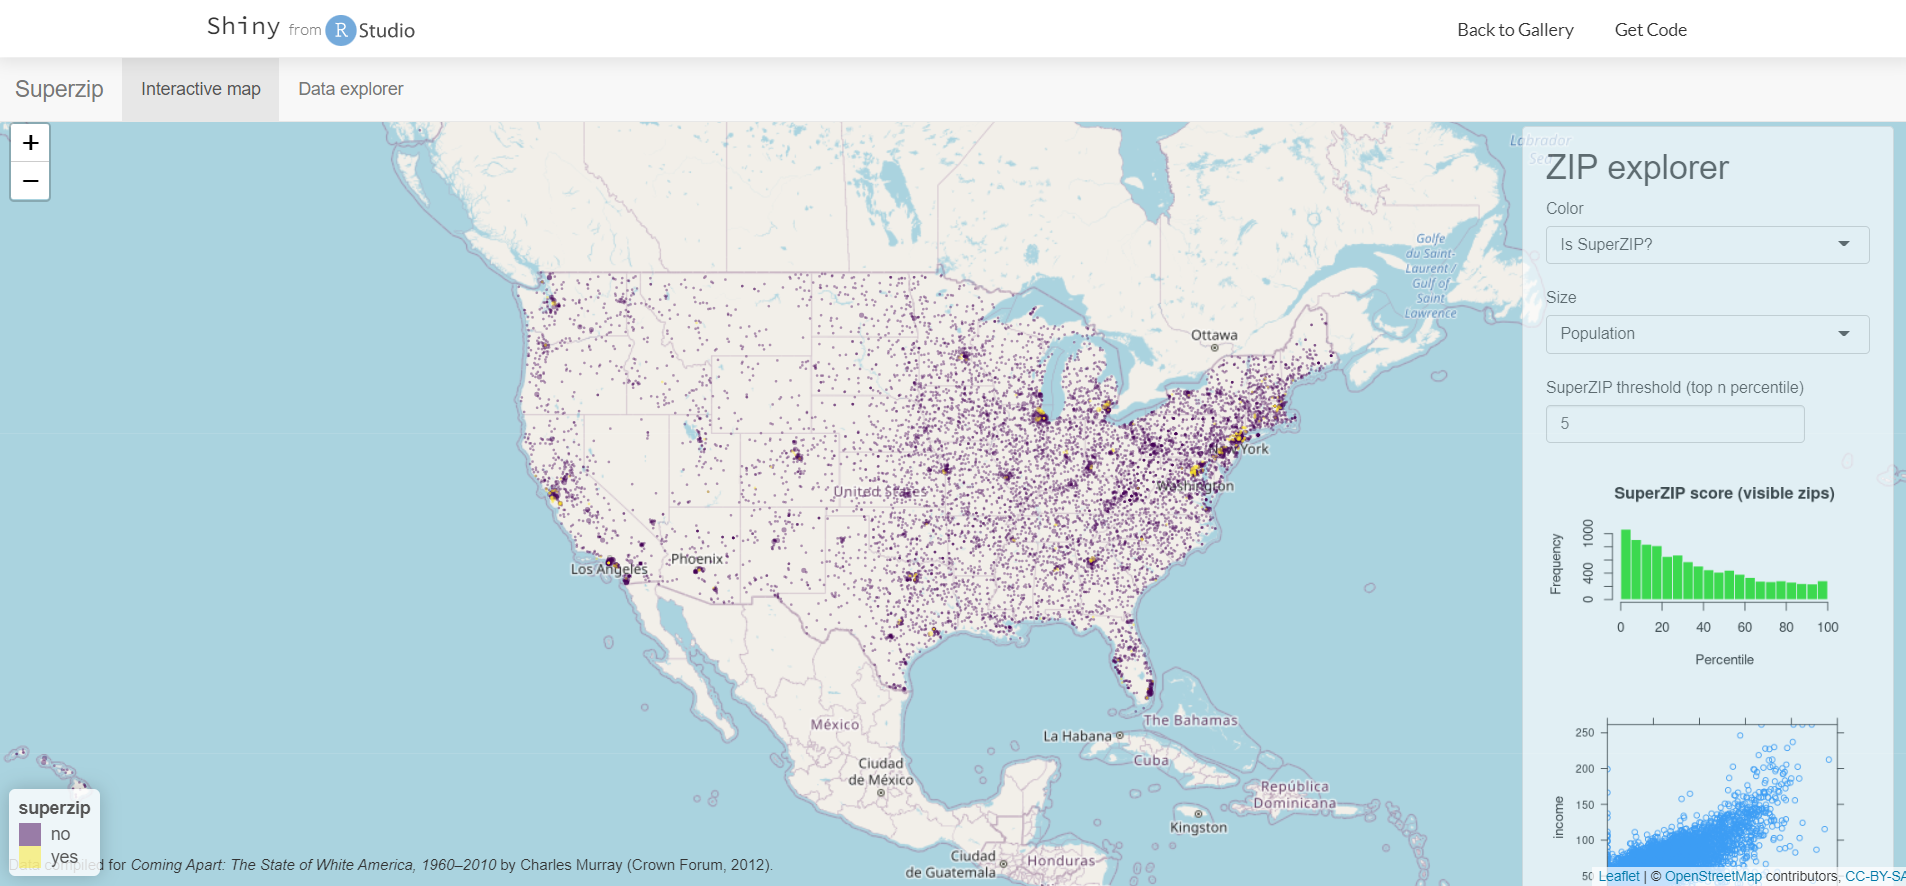 Shiny from R Studio
Back to Gallery
Get Code
Superzip
Interactive map
Data explorer
+
−
Labrador
Sea
ZIP explorer
Color
Is SuperZIP?
Size
Population
SuperZIP threshold (top n percentile)
5
SuperZIP score (visible zips)
Frequency
0 400 1000
0 20 40 60 80 100
Percentile
income
250
200
150
100
50
Golfe
du Saint-
Laurent /
Gulf of
Saint
Lawrence
Ottawa
New York
Washington
United States
Phoenix
Los Angeles
México
Ciudad
de México
La Habana
The Bahamas
Cuba
República
Dominicana
Kingston
Ciudad
de Guatemala
Honduras
superzip
no
yes
Data compiled for Coming Apart: The State of White America, 1960–2010 by Charles Murray (Crown Forum, 2012).
Leaflet | © OpenStreetMap contributors, CC-BY-SA